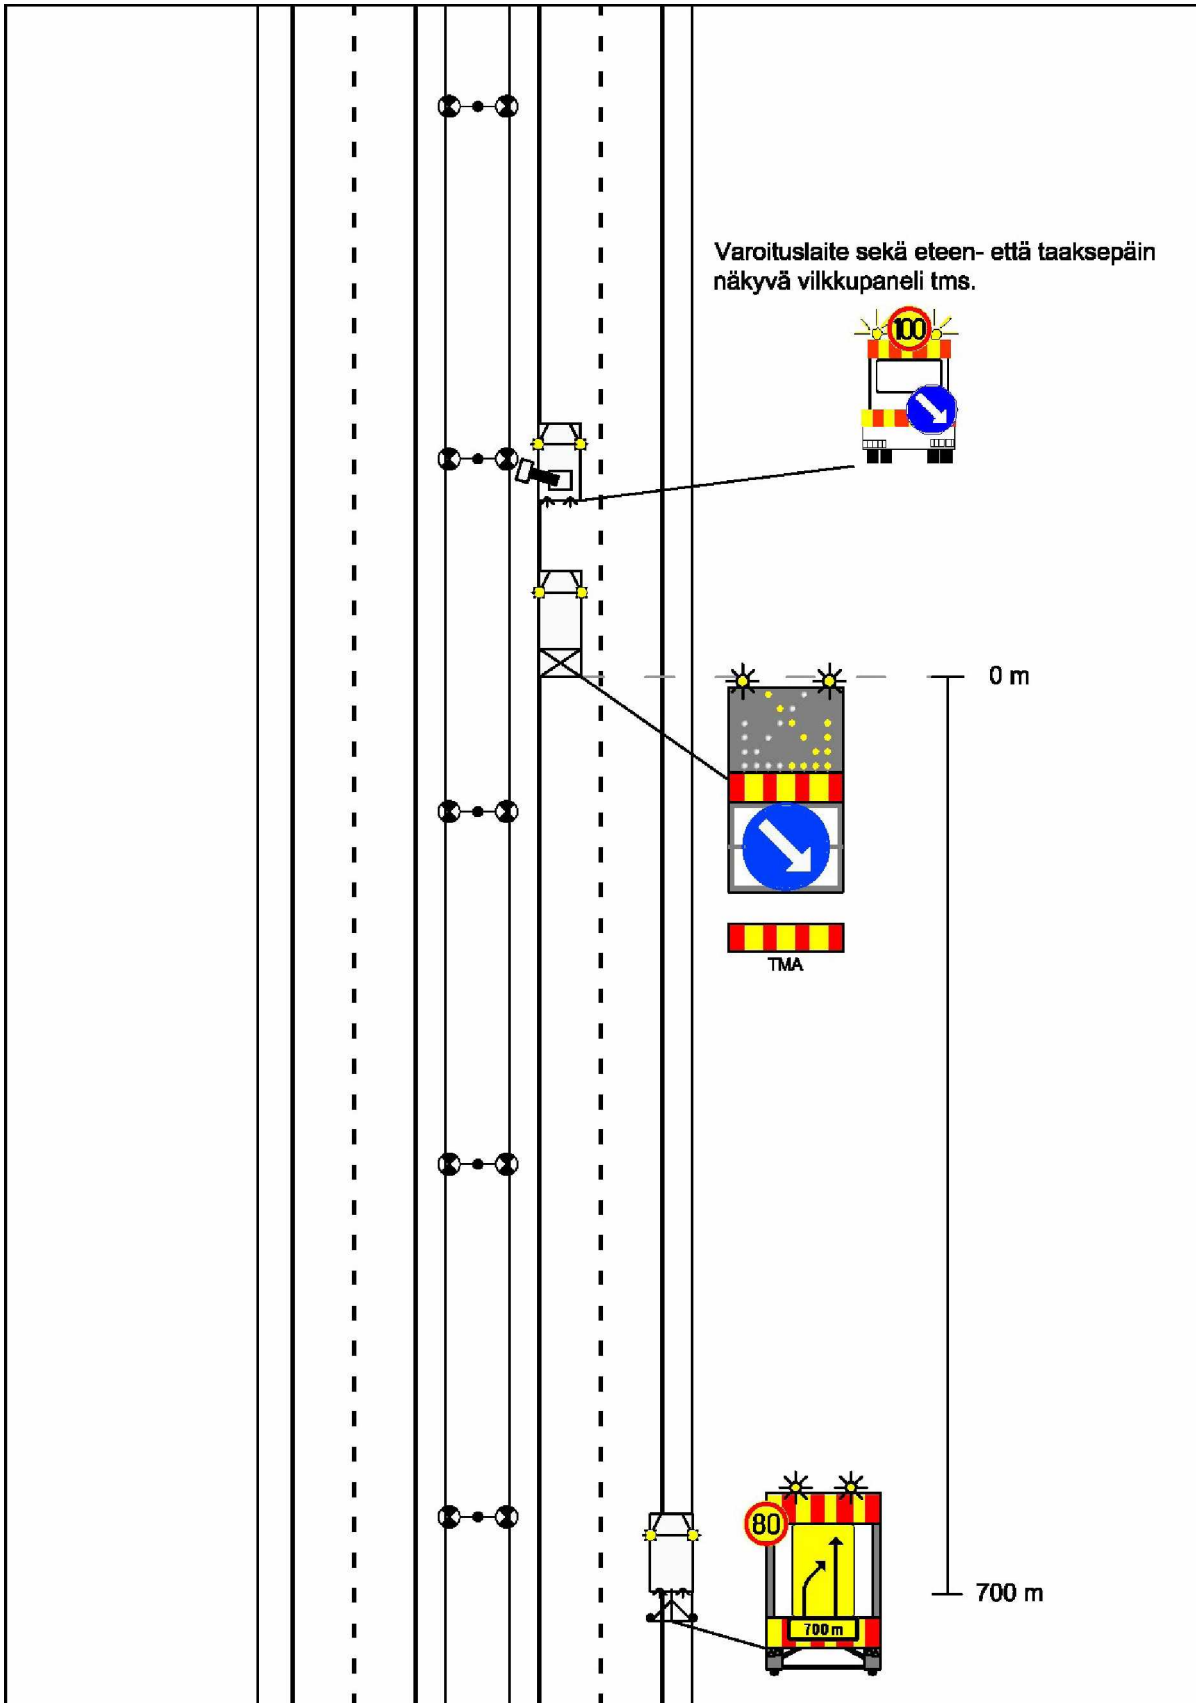 Varoituslaite sekä eteen- että taaksepäin
näkyvä vilkkupaneli tms.
100
0 m
TMA
80
700 m
700 m